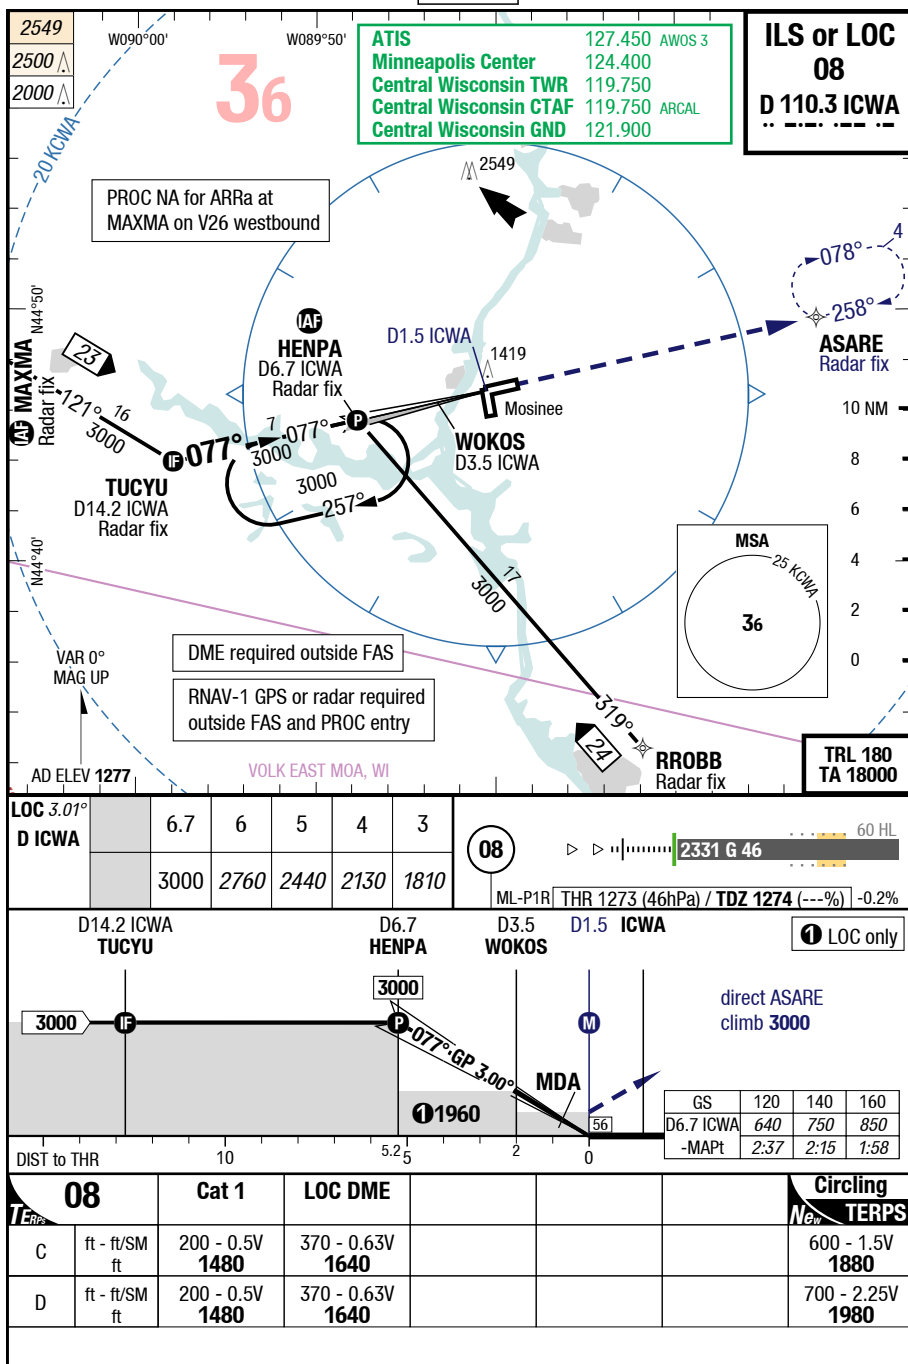 2549
2500
2000
W090°00'
W089°50'
36
ATIS 127.450 AWOS 3
Minneapolis Center 124.400
Central Wisconsin TWR 119.750
Central Wisconsin CTAF 119.750 ARCAL
Central Wisconsin GND 121.900
ILS or LOC
08
D 110.3 ICWA
20 KCWA
2549
PROC NA for ARRa at
MAXMA on V26 westbound
4
078°
258°
ASARE
Radar fix
N44°50'
IAF MAXMA
Radar fix
23
IAF
HENPA
D6.7 ICWA
Radar fix
D1.5 ICWA
1419
Mosinee
121° 16
3000
IF
077° 7 077°
3000
P
WOKOS
D3.5 ICWA
10 NM
8
6
4
2
0
TUCYU
D14.2 ICWA
Radar fix
3000
257°
N44°40'
17
3000
MSA
25 KCWA
36
DME required outside FAS
VAR 0°
MAG UP
RNAV-1 GPS or radar required
outside FAS and PROC entry
319°
24
RROBB
Radar fix
TRL 180
TA 18000
AD ELEV 1277
VOLK EAST MOA, WI
LOC 3.01°
D ICWA
6.7 6 5 4 3
3000 2760 2440 2130 1810
08
60 HL
2331 G 46
ML-P1R THR 1273 (46hPa) / TDZ 1274 (---%) -0.2%
D14.2 ICWA
TUCYU
D6.7
HENPA
D3.5
WOKOS
D1.5 ICWA
1 LOC only
3000
3000
IF
P
M
077°·GP 3.00°
direct ASARE
climb 3000
MDA
1 1960
56
GS 120 140 160
D6.7 ICWA 640 750 850
-MAPt 2:37 2:15 1:58
DIST to THR 10 5.2 5 2 0
TERPS 08 Cat 1 LOC DME Circling
New TERPS
C ft - ft/SM 200 - 0.5V 370 - 0.63V 600 - 1.5V
ft 1480 1640 1880
D ft - ft/SM 200 - 0.5V 370 - 0.63V 700 - 2.25V
ft 1480 1640 1980